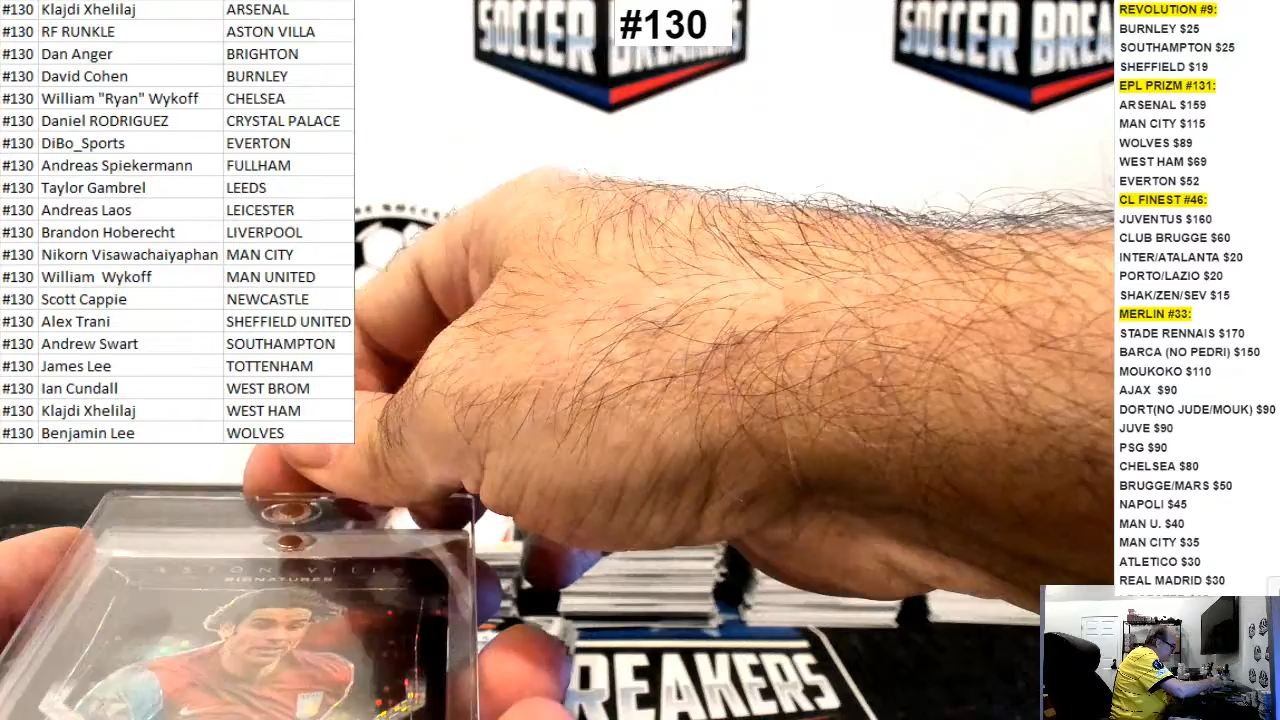 #130 Klajdi Xhelilaj ARSENAL
#130 RF RUNKLE ASTON VILLA
#130 Dan Anger BRIGHTON
#130 David Cohen BURNLEY
#130 William "Ryan" Wykoff CHELSEA
#130 Daniel RODRIGUEZ CRYSTAL PALACE
#130 DiBo_Sports EVERTON
#130 Andreas Spiekermann FULLHAM
#130 Taylor Gambrel LEEDS
#130 Andreas Laos LEICESTER
#130 Brandon Hoberecht LIVERPOOL
#130 Nikorn Visawachaiyaphan MAN CITY
#130 William Wykoff MAN UNITED
#130 Scott Cappie NEWCASTLE
#130 Alex Trani SHEFFIELD UNITED
#130 Andrew Swart SOUTHAMPTON
#130 James Lee TOTTENHAM
#130 Ian Cundall WEST BROM
#130 Klajdi Xhelilaj WEST HAM
#130 Benjamin Lee WOLVES
#130
SOCCER
BREAKERS
SOCCER
BREA
REVOLUTION #9:
BURNLEY $25
SOUTHAMPTON $25
SHEFFIELD $19
EPL PRIZM #131:
ARSENAL $159
MAN CITY $115
WOLVES $89
WEST HAM $69
EVERTON $52
CL FINEST #46:
JUVENTUS $160
CLUB BRUGGE $60
INTER/ATALANTA $20
PORTO/LAZIO $20
SHAK/ZEN/SEV $15
MERLIN #33:
STADE RENNAIS $170
BARCA (NO PEDRI) $150
MOUKOKO $110
AJAX $90
DORT(NO JUDE/MOUK) $90
JUVE $90
PSG $90
CHELSEA $80
BRUGGE/MARS $50
NAPOLI $45
MAN U. $40
MAN CITY $35
ATLETICO $30
REAL MADRID $30
ASTON VILLA
SIGNATURES
REAKERS